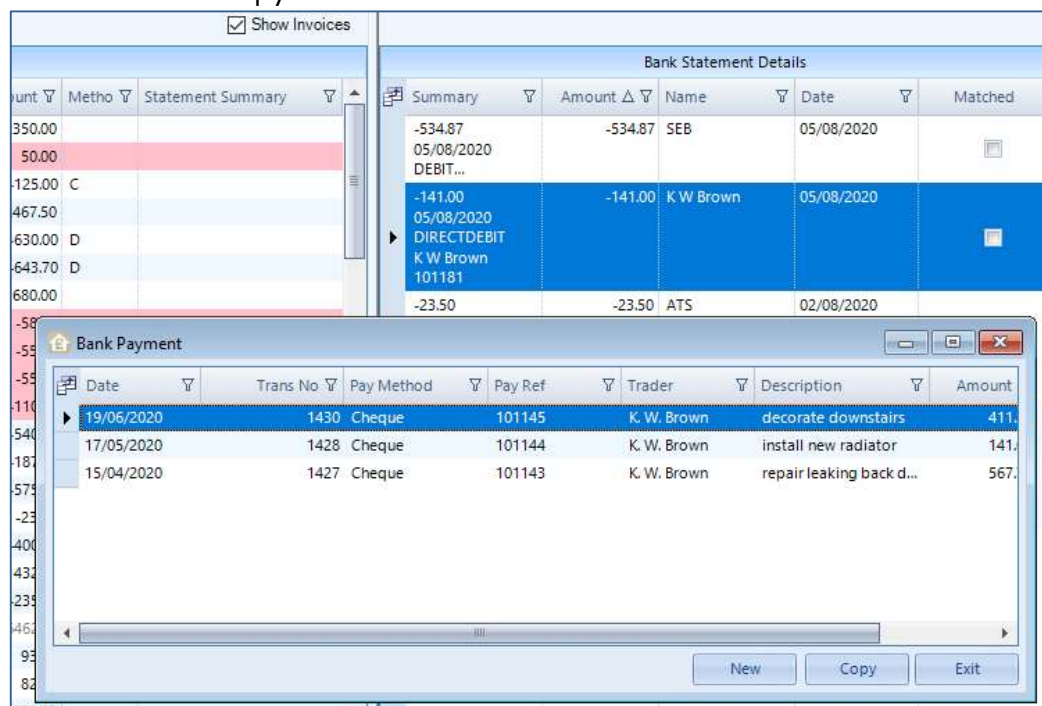 Show Invoices
Bank Statement Details
Metho Statement Summary Summary Amount Name Date Matched
350.00 -534.87 -534.87 SEB 05/08/2020
50.00 05/08/2020
DEBIT...
-125.00 C
467.50 -141.00 -141.00 K W Brown 05/08/2020
05/08/2020
-630.00 D DIRECTDEBIT
K W Brown
-643.70 D 101181
680.00 -23.50 -23.50 ATS 02/08/2020
Bank Payment
Date Trans No Pay Method Pay Ref Trader Description Amount
19/06/2020 1430 Cheque 101145 K. W. Brown decorate downstairs 411.
17/05/2020 1428 Cheque 101144 K. W. Brown install new radiator 141.
15/04/2020 1427 Cheque 101143 K. W. Brown repair leaking back d... 567.
New Copy Exit